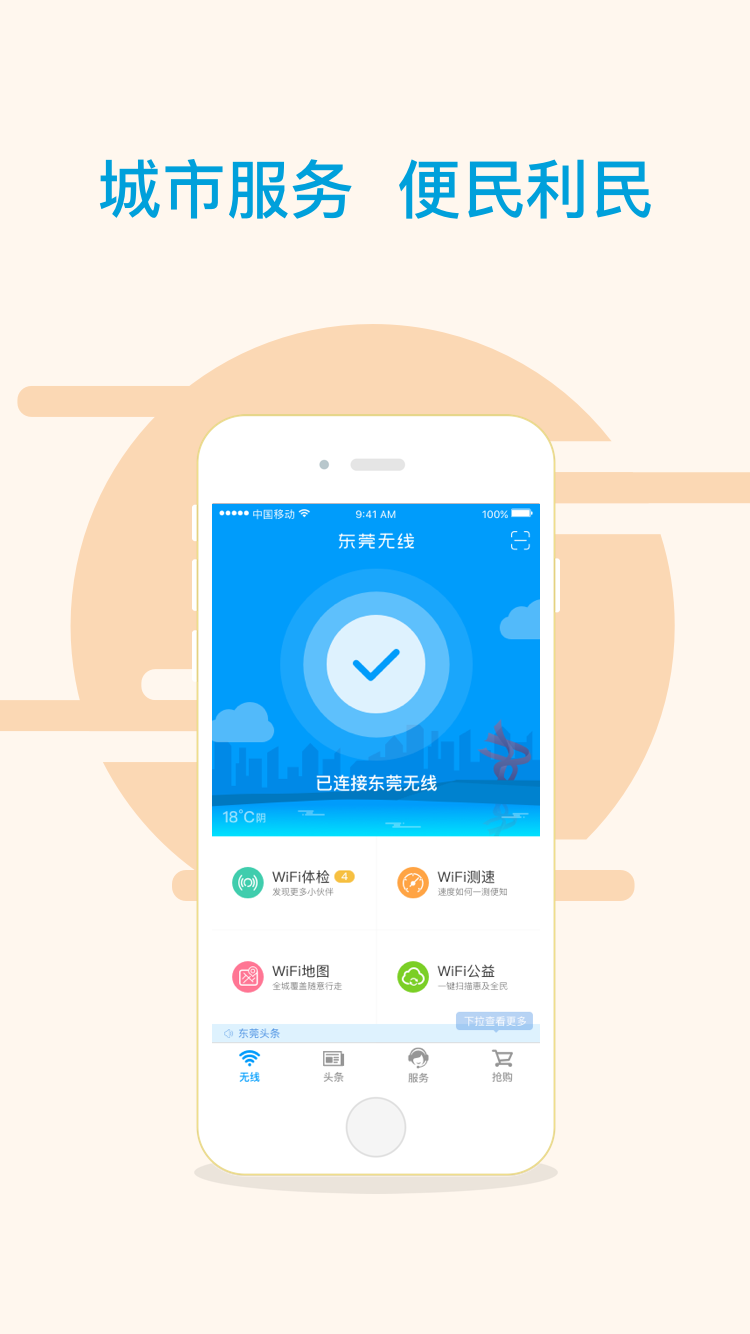 城市服务 便民利民
中国移动 9:41 AM 100%
东莞无线
已连接东莞无线
18°C阴
WiFi体检 4
发现更多小伙伴
WiFi测速
速度如何一测便知
WiFi地图
全城覆盖随意行走
WiFi公益
一键扫描惠及全民
下拉查看更多
东莞头条
无线 头条 服务 抢购